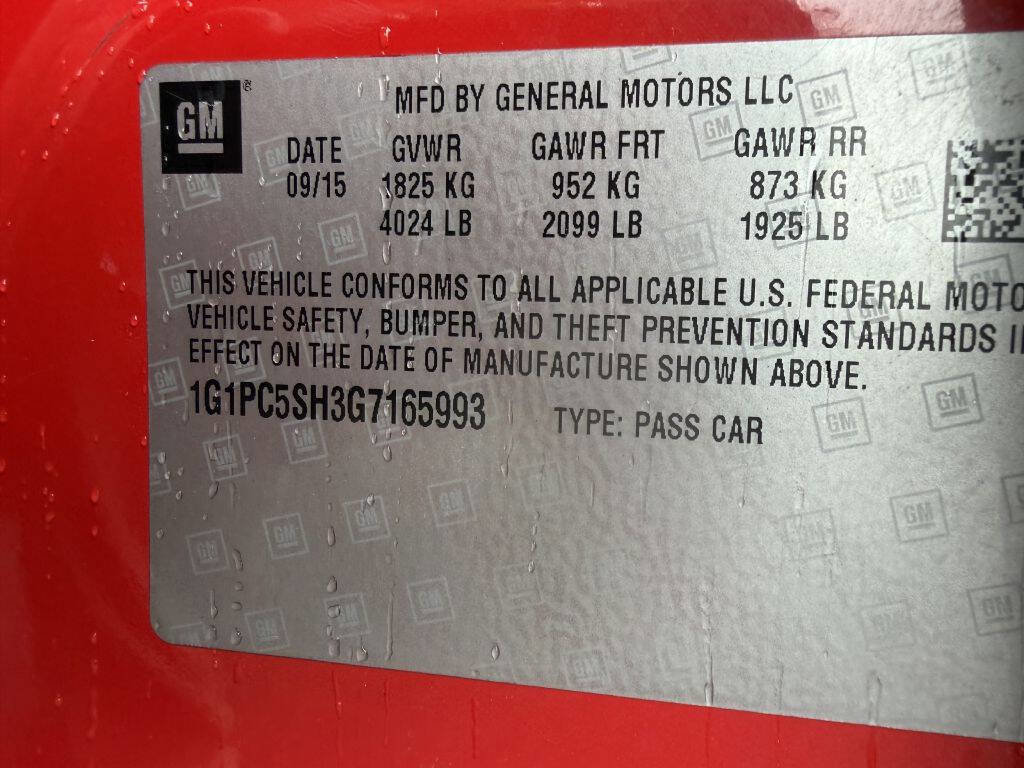 GM®
MFD BY GENERAL MOTORS LLC
DATE GVWR GAWR FRT GAWR RR
09/15 1825 KG 952 KG 873 KG
4024 LB 2099 LB 1925 LB
THIS VEHICLE CONFORMS TO ALL APPLICABLE U.S. FEDERAL MOTO
VEHICLE SAFETY, BUMPER, AND THEFT PREVENTION STANDARDS I
EFFECT ON THE DATE OF MANUFACTURE SHOWN ABOVE.
1G1PC5SH3G7165993 TYPE: PASS CAR